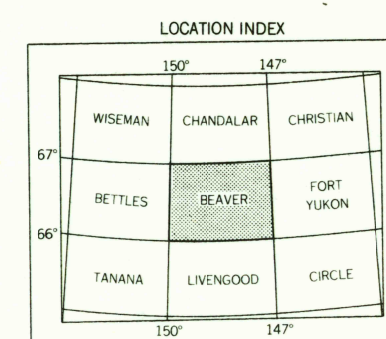 LOCATION INDEX
150° 147°
WISEMAN CHANDALAR CHRISTIAN
67°
BETTLES BEAVER FORT YUKON
66°
TANANA LIVENGOOD CIRCLE
150° 147°